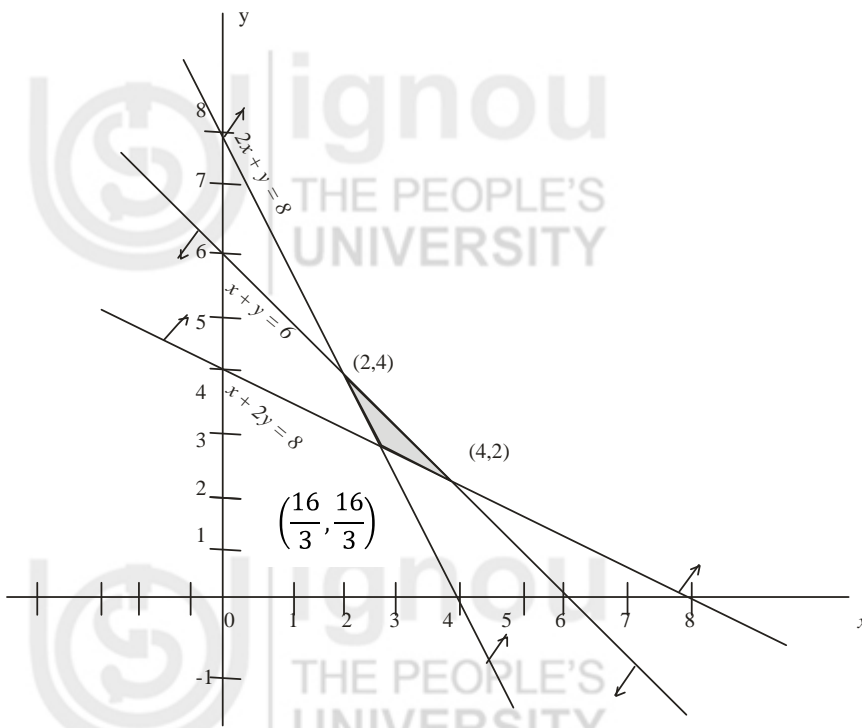 y
ignou
THE PEOPLE'S
UNIVERSITY
8
7
6
5
4
3
2
1
-1
2x + y = 8
x + y = 6
x + 2y = 8
(2,4)
(4,2)
(16/3, 16/3)
0 1 2 3 4 5 6 7 8 x
ignou
THE PEOPLE'S
UNIVERSITY